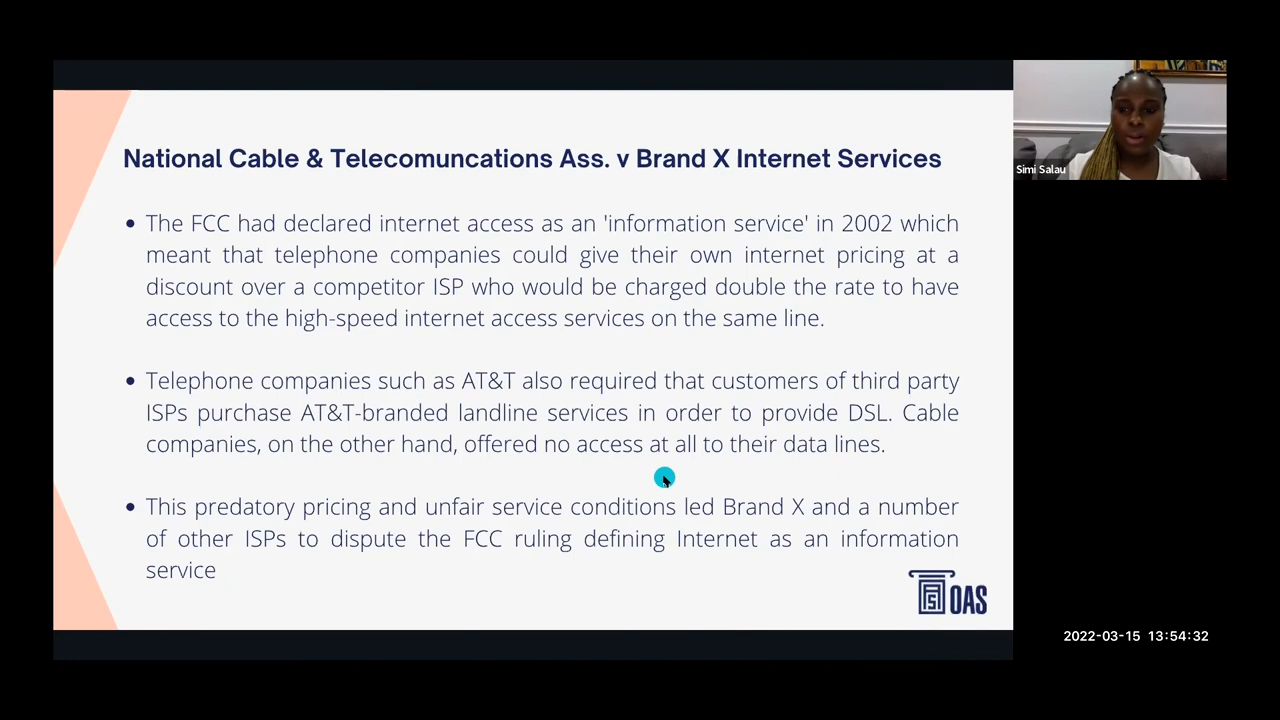 National Cable & Telecomuncations Ass. v Brand X Internet Services
• The FCC had declared internet access as an 'information service' in 2002 which
meant that telephone companies could give their own internet pricing at a
discount over a competitor ISP who would be charged double the rate to have
access to the high-speed internet access services on the same line.
• Telephone companies such as AT&T also required that customers of third party
ISPs purchase AT&T-branded landline services in order to provide DSL. Cable
companies, on the other hand, offered no access at all to their data lines.
• This predatory pricing and unfair service conditions led Brand X and a number
of other ISPs to dispute the FCC ruling defining Internet as an information
service
OAS
Simi Salau
2022-03-15 13:54:32